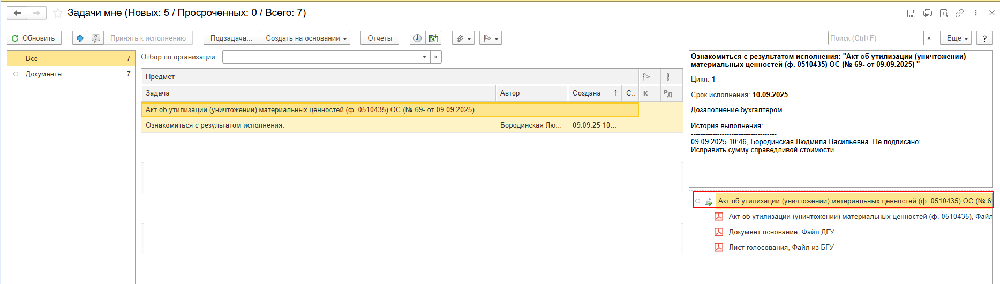 Задачи мне (Новых: 5 / Просроченных: 0 / Всего: 7)
Обновить
Принять к исполнению
Подзадача...
Создать на основании
Отчеты
Поиск (Ctrl+F)
×
Еще
?
Все 7
Документы 7
Отбор по организации:
Предмет
Задача Автор Создана ↑ С.. К Рд
Акт об утилизации (уничтожении) материальных ценностей (ф. 0510435) ОС (№ 69- от 09.09.2025)
Ознакомиться с результатом исполнения: Бородинская Лю... 09.09.25 10...
Ознакомиться с результатом исполнения: "Акт об утилизации (уничтожении)
материальных ценностей (ф. 0510435) ОС (№ 69- от 09.09.2025) "
Цикл: 1
Срок исполнения: 10.09.2025
Дозаполнение бухгалтером
История выполнения:
------------------------------------
09.09.2025 10:46, Бородинская Людмила Васильевна. Не подписано:
Исправить сумму справедливой стоимости
Акт об утилизации (уничтожении) материальных ценностей (ф. 0510435) ОС (№ 6
Акт об утилизации (уничтожении) материальных ценностей (ф. 0510435), Файл
Документ основание, Файл ДГУ
Лист голосования, Файл из БГУ